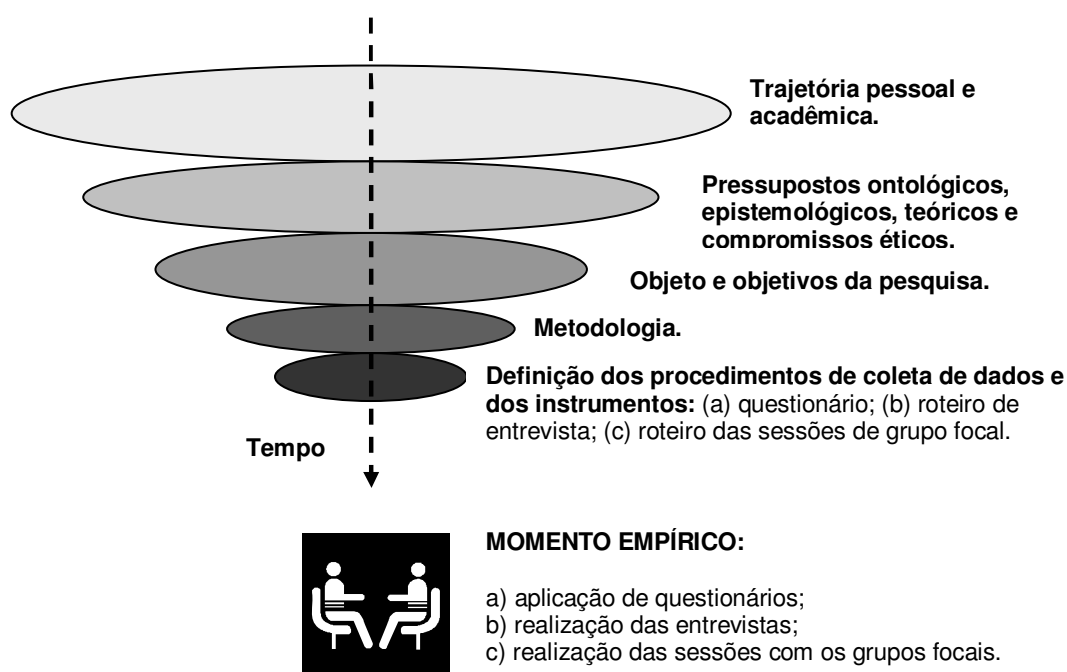 Trajetória pessoal e
acadêmica.
Pressupostos ontológicos,
epistemológicos, teóricos e
compromissos éticos.
Objeto e objetivos da pesquisa.
Metodologia.
Definição dos procedimentos de coleta de dados e
dos instrumentos: (a) questionário; (b) roteiro de
entrevista; (c) roteiro das sessões de grupo focal.
Tempo
MOMENTO EMPÍRICO:
a) aplicação de questionários;
b) realização das entrevistas;
c) realização das sessões com os grupos focais.